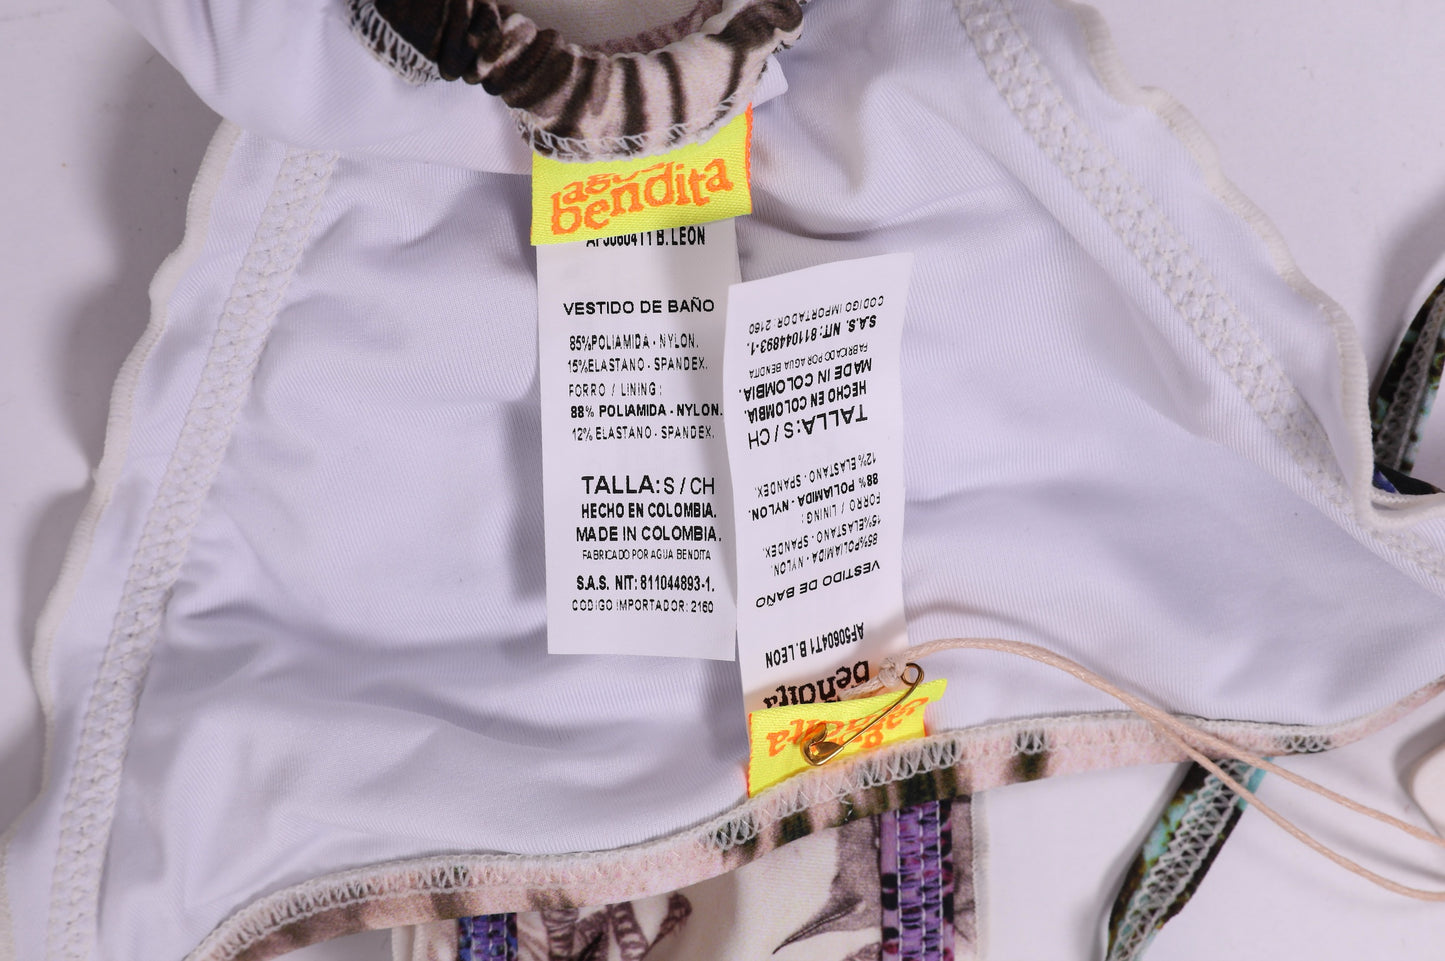 agua
bendita
AF5060411 B. LEON
VESTIDO DE BAÑO
85%POLIAMIDA - NYLON.
15%ELASTANO - SPANDEX.
FORRO / LINING:
88% POLIAMIDA - NYLON.
12% ELASTANO - SPANDEX.
TALLA: S / CH
HECHO EN COLOMBIA.
MADE IN COLOMBIA.
FABRICADO POR AGUA BENDITA
S.A.S. NIT: 811044893-1.
CODIGO IMPORTADOR: 2160
agua
bendita
bendita
AF50604T1 B. LEON
VESTIDO DE BAÑO
85%POLIAMIDA - NYLON.
15%ELASTANO - SPANDEX.
FORRO / LINING:
88% POLIAMIDA - NYLON.
12% ELASTANO - SPANDEX.
TALLA: S / CH
HECHO EN COLOMBIA.
MADE IN COLOMBIA.
FABRICADO POR AGUA BENDITA
S.A.S. NIT: 811044893-1.
CODIGO IMPORTADOR: 2160